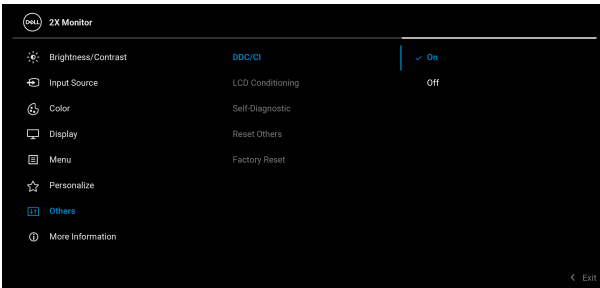 DELL 2X Monitor
Brightness/Contrast DDC/CI ✓ On
Input Source LCD Conditioning Off
Color Self-Diagnostic
Display Reset Others
Menu Factory Reset
Personalize
Others
More Information
< Exit